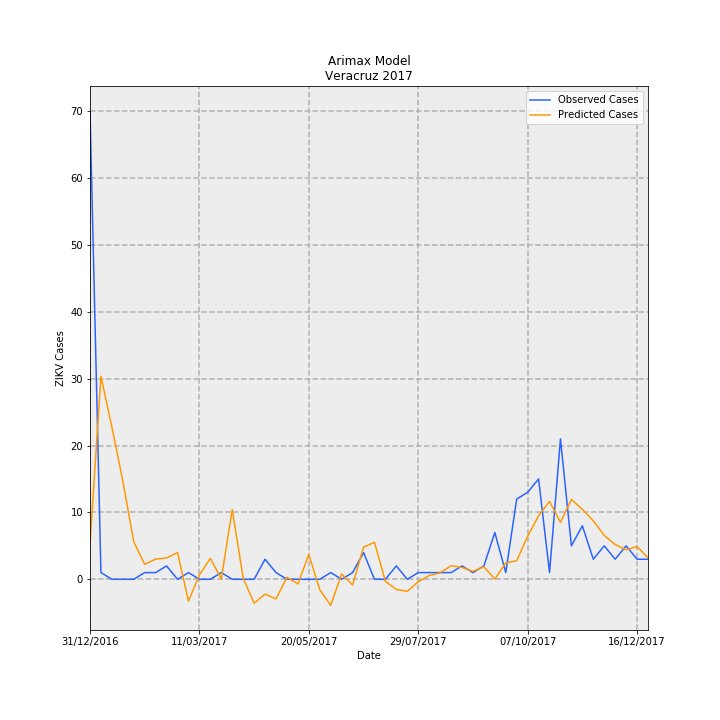 Arimax Model
Veracruz 2017
Observed Cases
Predicted Cases
70
60
50
40
30
20
10
0
ZIKV Cases
31/12/2016 11/03/2017 20/05/2017 29/07/2017 07/10/2017 16/12/2017
Date